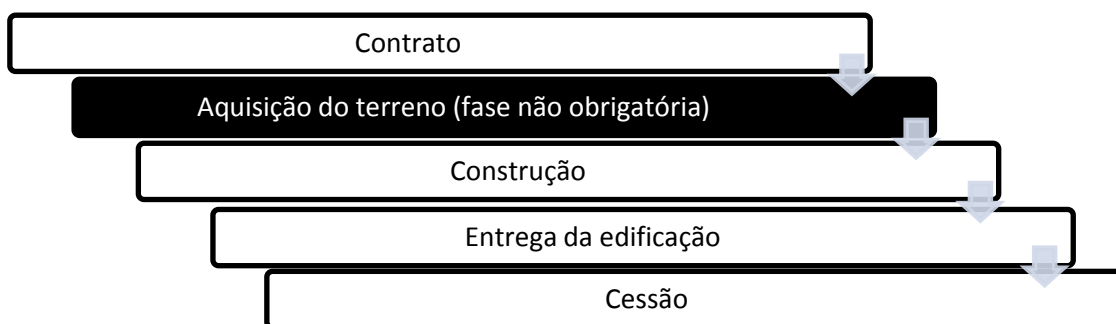 Contrato
Aquisição do terreno (fase não obrigatória)
Construção
Entrega da edificação
Cessão